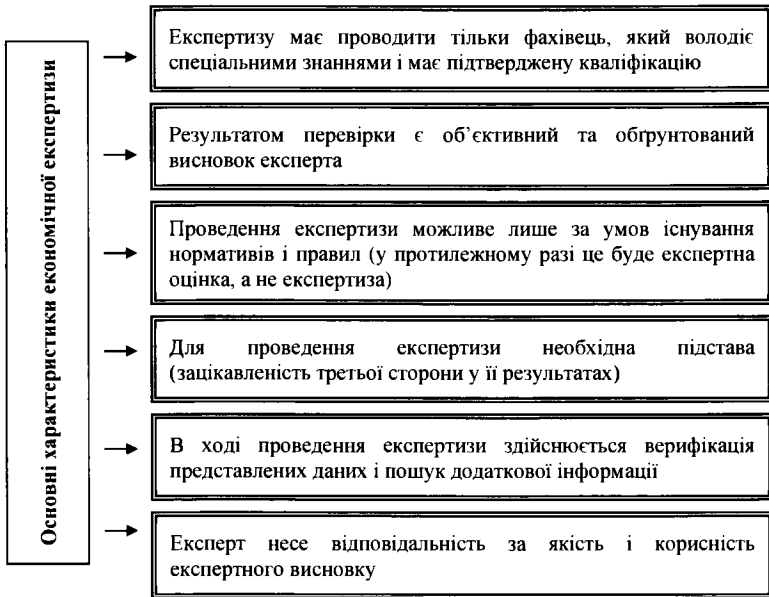 Основні характеристики економічної експертизи
Експертизу має проводити тільки фахівець, який володіє
спеціальними знаннями і має підтверджену кваліфікацію
Результатом перевірки є об’єктивний та обґрунтований
висновок експерта
Проведення експертизи можливе лише за умов існування
нормативів і правил (у протилежному разі це буде експертна
оцінка, а не експертиза)
Для проведення експертизи необхідна підстава
(зацікавленість третьої сторони у її результатах)
В ході проведення експертизи здійснюється верифікація
представлених даних і пошук додаткової інформації
Експерт несе відповідальність за якість і корисність
експертного висновку